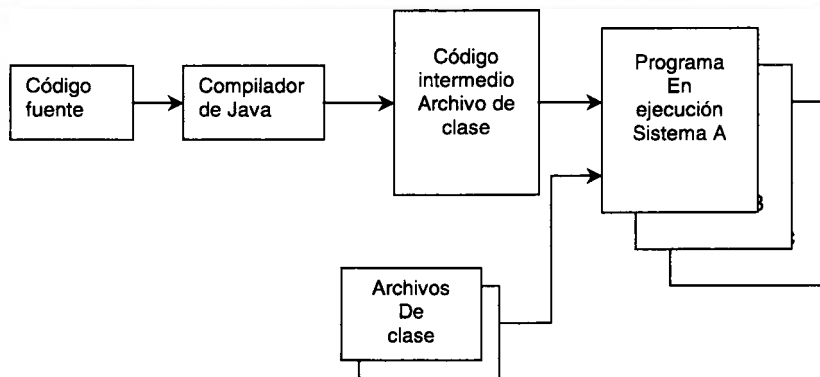 Código
fuente
Compilador
de Java
Código
intermedio
Archivo de
clase
Programa
En
ejecución
Sistema A
Archivos
De
clase